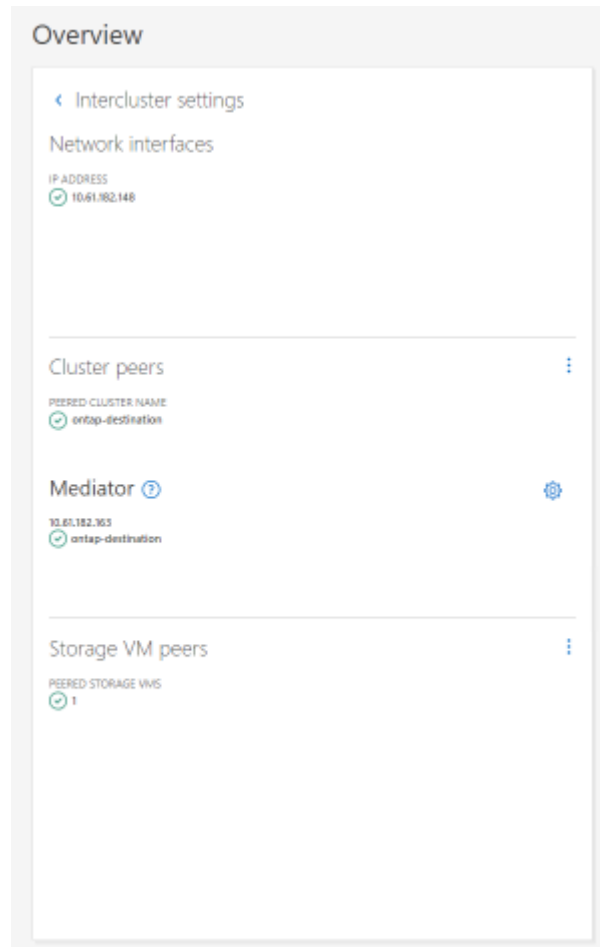 Overview
Intercluster settings
Network interfaces
IP ADDRESS
10.61.182.148
Cluster peers
PEERED CLUSTER NAME
ontap-destination
Mediator ?
10.61.182.163
ontap-destination
Storage VM peers
PEERED STORAGE VMS
1